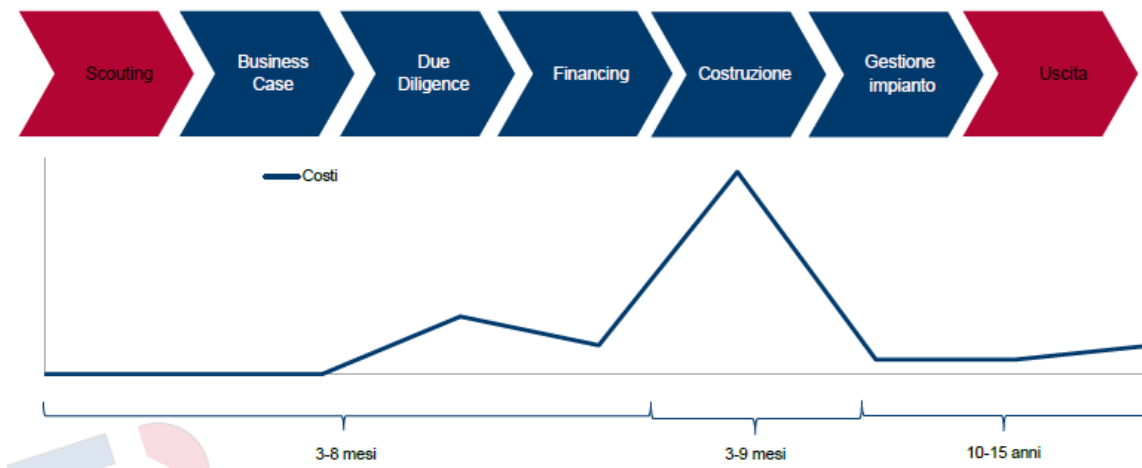 Scouting
Business
Case
Due
Diligence
Financing
Costruzione
Gestione
impianto
Uscita
Costi
3-8 mesi
3-9 mesi
10-15 anni